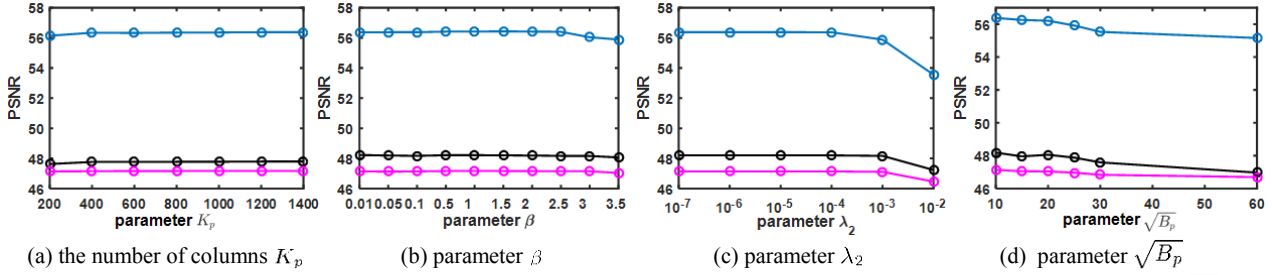 58
56
54
52
50
48
46
PSNR
200 400 600 800 1000 1200 1400
parameter K_p
(a) the number of columns K_p
58
56
54
52
50
48
46
PSNR
0.01 0.05 0.1 0.5 1 1.5 2 2.5 3 3.5
parameter β
(b) parameter β
58
56
54
52
50
48
46
PSNR
10^-7 10^-6 10^-5 10^-4 10^-3 10^-2
parameter λ_2
(c) parameter λ_2
56
54
52
50
48
46
PSNR
10 20 30 40 50 60
parameter √B_p
(d) parameter √B_p